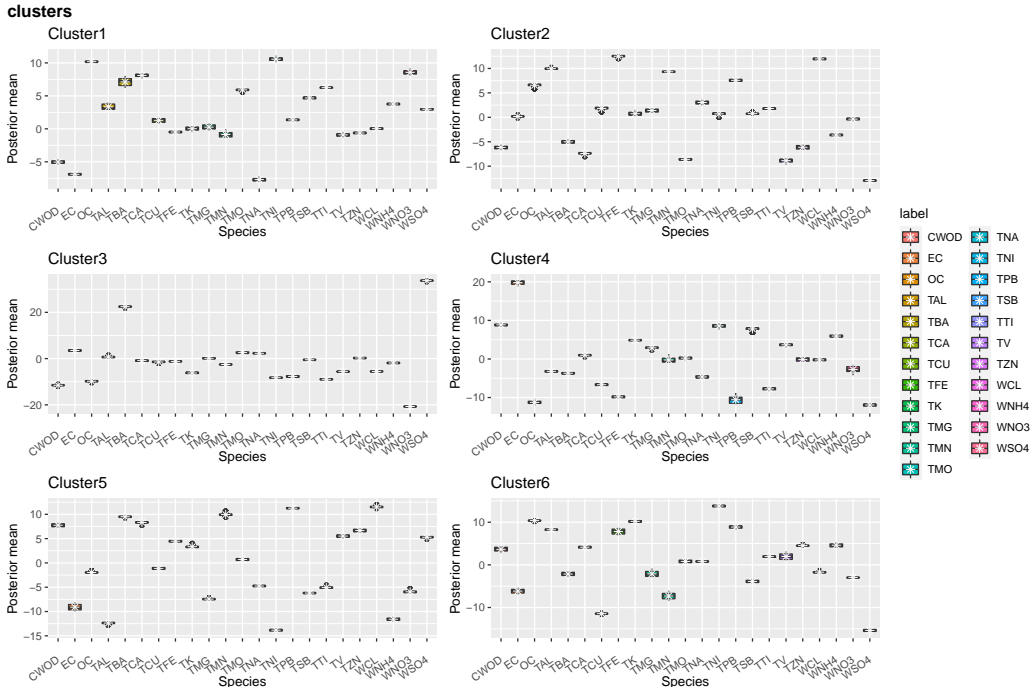 clusters
Cluster1
Posterior mean
10
5
0
−5
CWOD EC OC TAL TBA TCA TCU TFE TK TMG TMN TMO TNA TNI TPB TSB TTI TV TZN WCL WNH4 WNO3 WSO4
Species
Cluster2
Posterior mean
10
5
0
−5
−10
CWOD EC OC TAL TBA TCA TCU TFE TK TMG TMN TMO TNA TNI TPB TSB TTI TV TZN WCL WNH4 WNO3 WSO4
Species
Cluster3
Posterior mean
20
0
−20
CWOD EC OC TAL TBA TCA TCU TFE TK TMG TMN TMO TNA TNI TPB TSB TTI TV TZN WCL WNH4 WNO3 WSO4
Species
Cluster4
Posterior mean
20
10
0
−10
CWOD EC OC TAL TBA TCA TCU TFE TK TMG TMN TMO TNA TNI TPB TSB TTI TV TZN WCL WNH4 WNO3 WSO4
Species
Cluster5
Posterior mean
10
5
0
−5
−10
−15
CWOD EC OC TAL TBA TCA TCU TFE TK TMG TMN TMO TNA TNI TPB TSB TTI TV TZN WCL WNH4 WNO3 WSO4
Species
Cluster6
Posterior mean
10
0
−10
CWOD EC OC TAL TBA TCA TCU TFE TK TMG TMN TMO TNA TNI TPB TSB TTI TV TZN WCL WNH4 WNO3 WSO4
Species
label
CWOD
EC
OC
TAL
TBA
TCA
TCU
TFE
TK
TMG
TMN
TMO
TNA
TNI
TPB
TSB
TTI
TV
TZN
WCL
WNH4
WNO3
WSO4